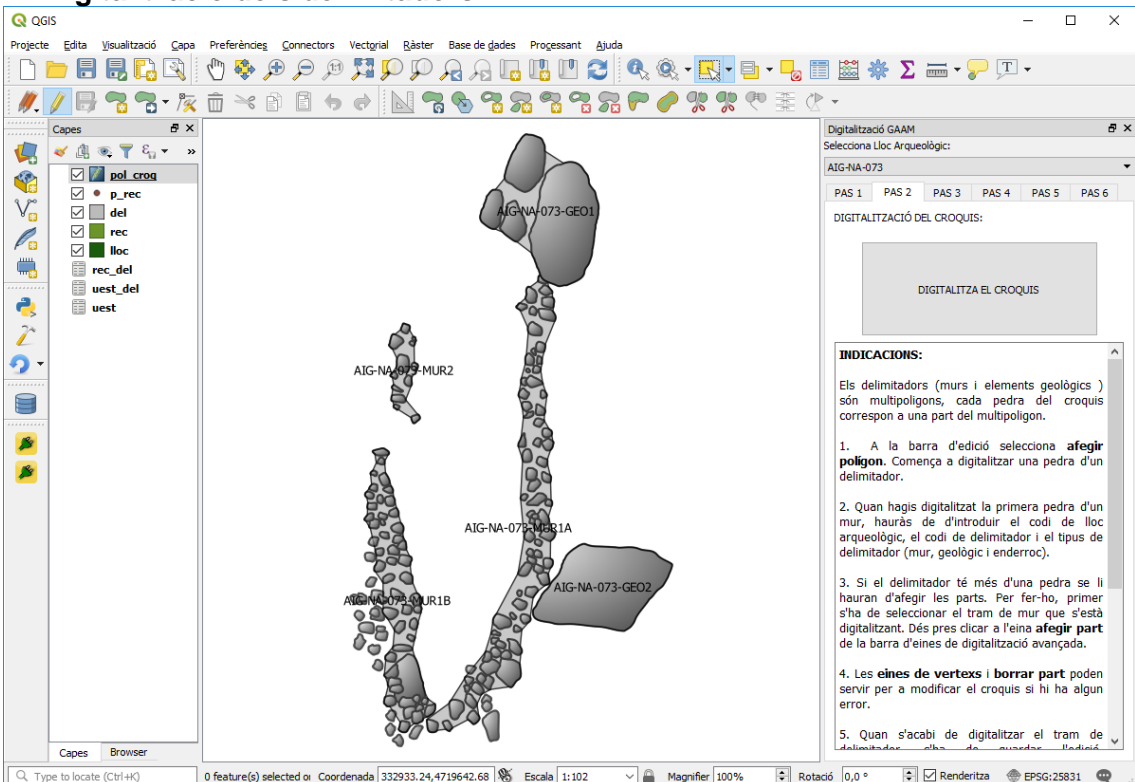 QGIS
Projecte Edita Visualització Capa Preferències Connectors Vectorial Ràster Base de dades Processant Ajuda
Capes
pol_croq
p_rec
del
rec
lloc
rec_del
uest_del
uest
Capes Browser
AIG-NA-073-GEO1
AIG-NA-073-MUR2
AIG-NA-073-MUR1A
AIG-NA-073-GEO2
AIG-NA-073-MUR1B
Digitalització GAAM
Selecciona Lloc Arqueològic:
AIG-NA-073
PAS 1 PAS 2 PAS 3 PAS 4 PAS 5 PAS 6
DIGITALITZACIÓ DEL CROQUIS:
DIGITALITZA EL CROQUIS
INDICACIONS:
Els delimitadors (murs i elements geològics )
són multipoligons, cada pedra del croquis
correspon a una part del multipoligon.
1. A la barra d'edició selecciona afegir
polígon. Comença a digitalitzar una pedra d'un
delimitador.
2. Quan hagis digitalitzat la primera pedra d'un
mur, hauràs de d'introduir el codi de lloc
arqueològic, el codi de delimitador i el tipus de
delimitador (mur, geològic i enderroc).
3. Si el delimitador té més d'una pedra se li
hauran d'afegir les parts. Per fer-ho, primer
s'ha de seleccionar el tram de mur que s'està
digitalitzant. Dés pres clicar a l'eina afegir part
de la barra d'eines de digitalització avançada.
4. Les eines de vertexs i borrar part poden
servir per a modificar el croquis si hi ha algun
error.
5. Quan s'acabi de digitalitzar el tram de
delimitador, s'ha de guardar l'edició.
Type to locate (Ctrl+K) 0 feature(s) selected o Coordenada 332933.24,4719642.68 Escala 1:102 Magnifier 100% Rotació 0,0 ° Renderitza EPSG:25831